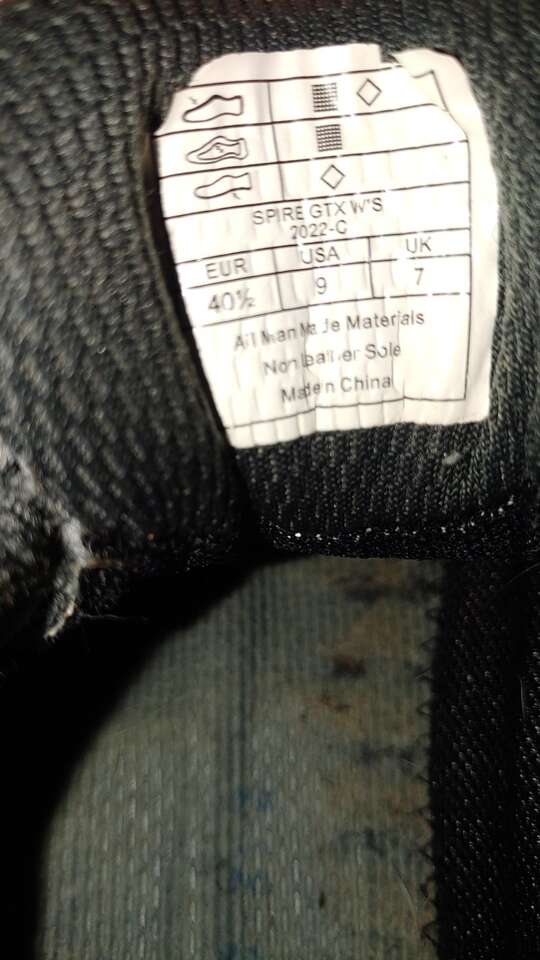 SPIRE GTX W'S
2022-C
EUR USA UK
40½ 9 7
All Man Made Materials
Non leather Sole
Made in China